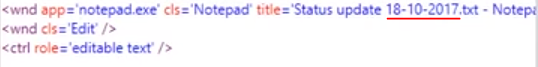 <wnd app='notepad.exe' cls='Notepad' title='Status update 18-10-2017.txt - Notepa
<wnd cls='Edit' />
<ctrl role='editable text' />